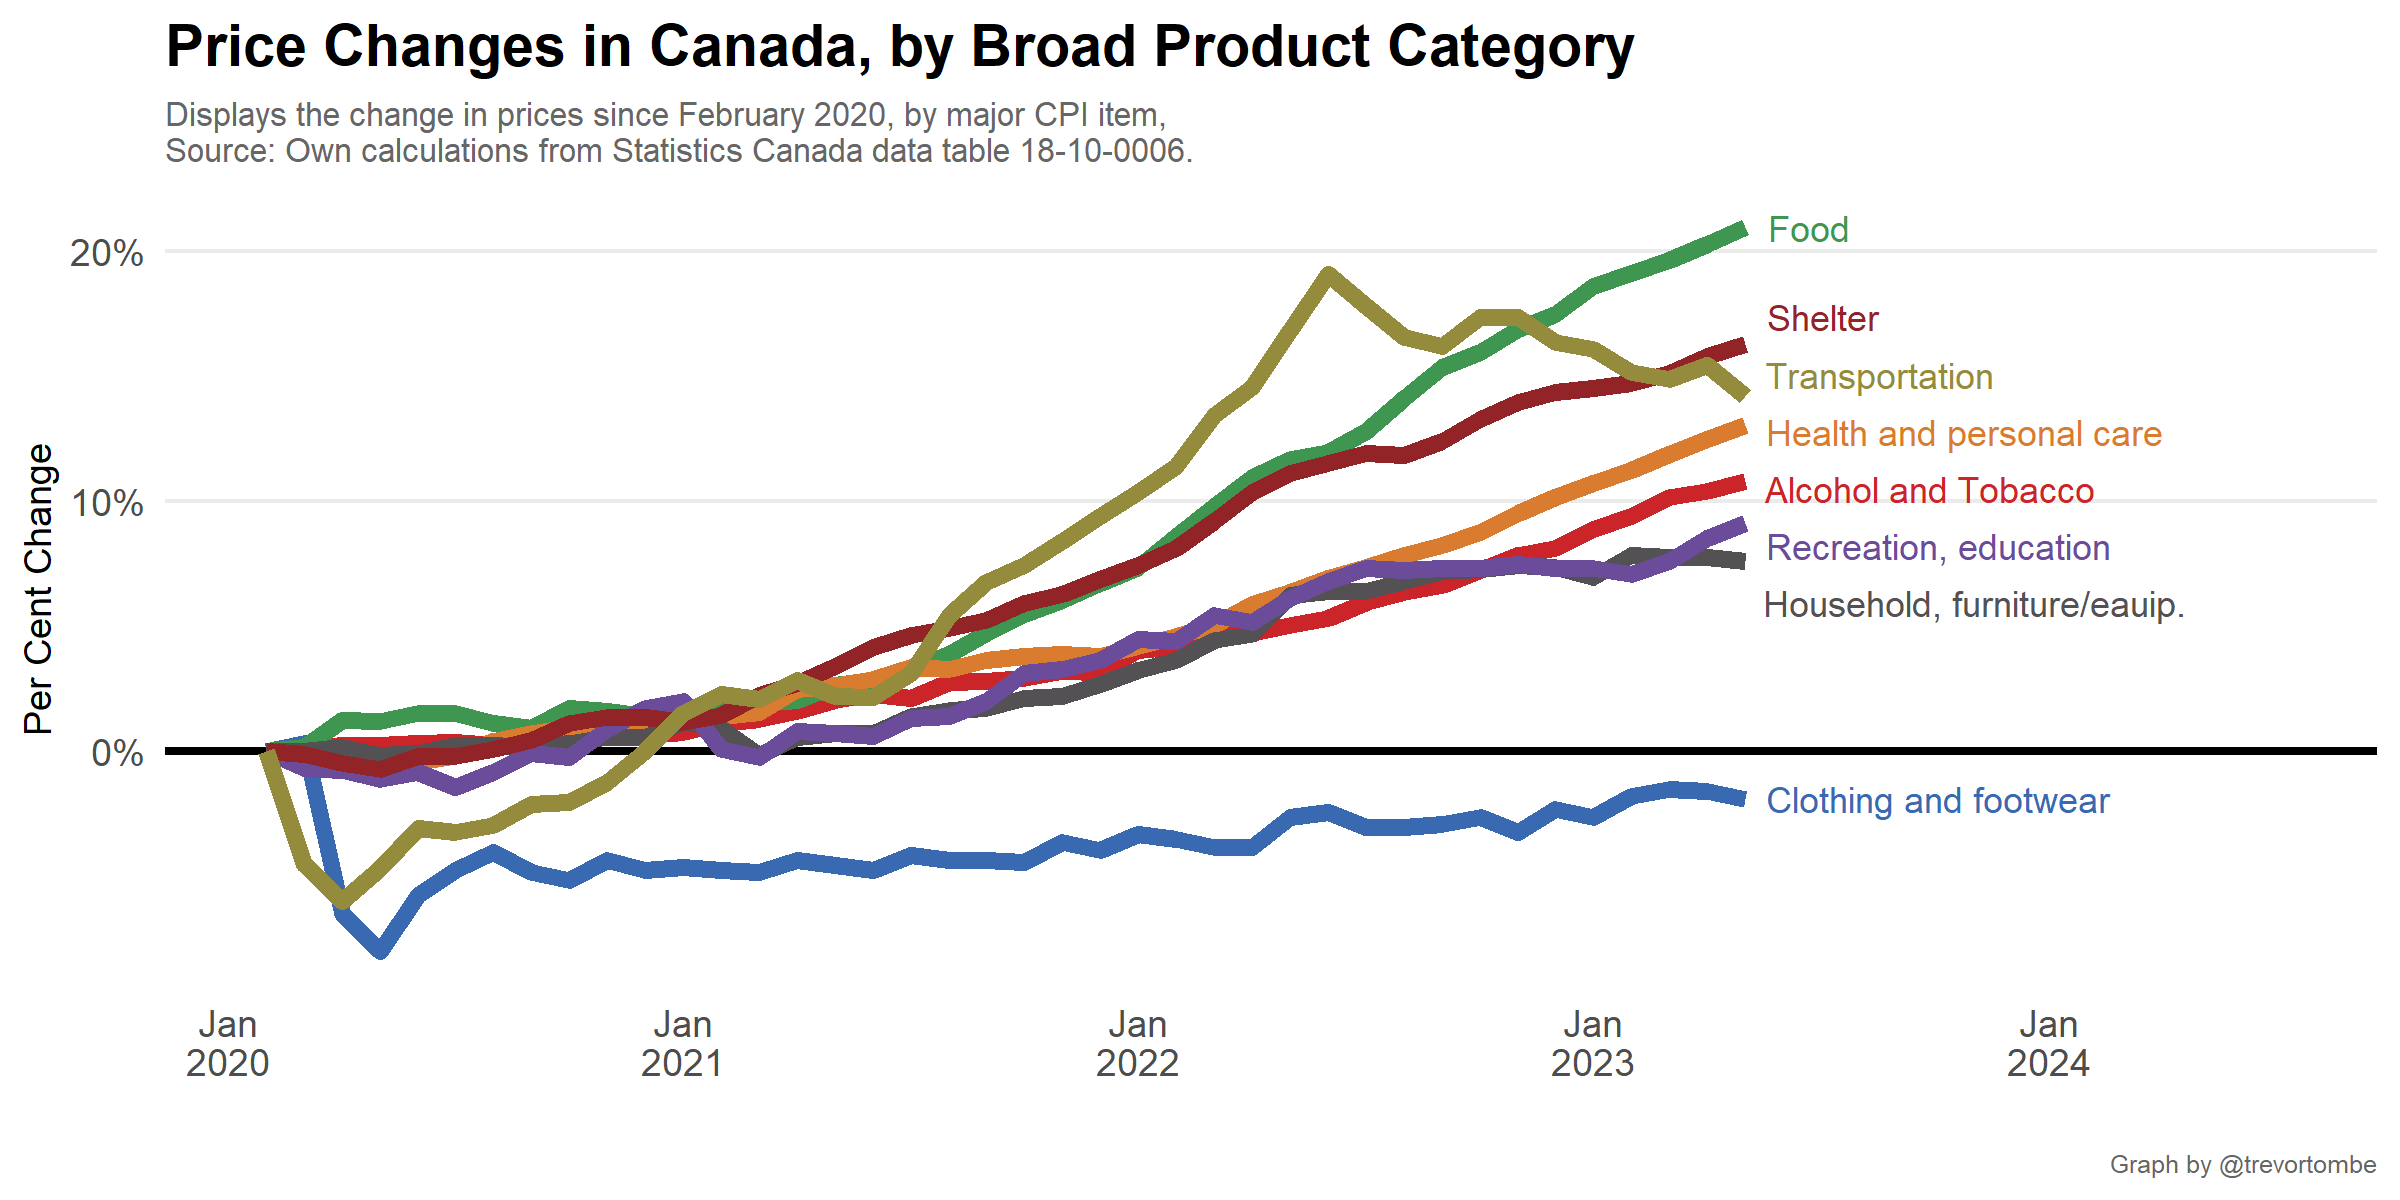 Price Changes in Canada, by Broad Product Category
Displays the change in prices since February 2020, by major CPI item,
Source: Own calculations from Statistics Canada data table 18-10-0006.
Per Cent Change
20%
10%
0%
Food
Shelter
Transportation
Health and personal care
Alcohol and Tobacco
Recreation, education
Household, furniture/eauip.
Clothing and footwear
Jan
2020
Jan
2021
Jan
2022
Jan
2023
Jan
2024
Graph by @trevortombe